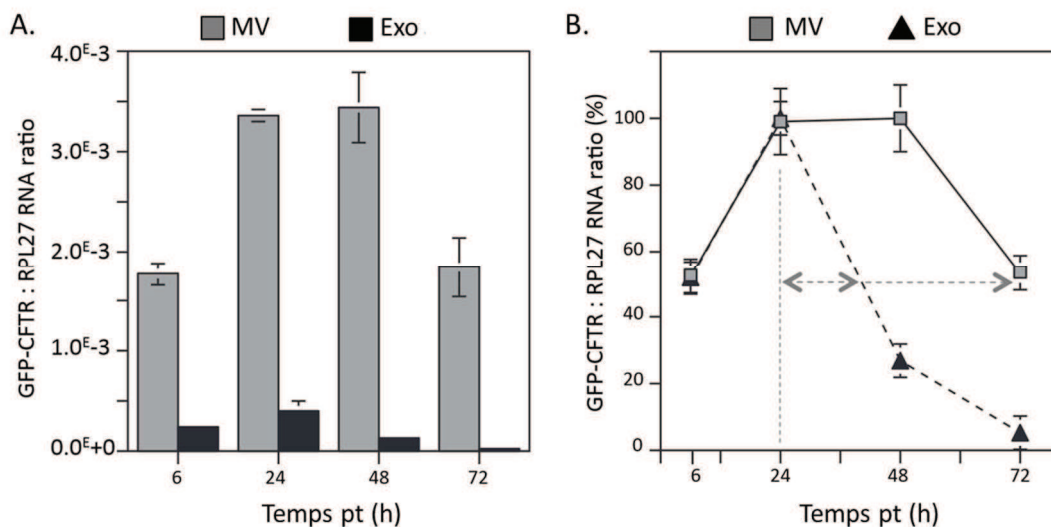 A.
MV Exo
4.0E-3
3.0E-3
2.0E-3
1.0E-3
0.0E+0
GFP-CFTR : RPL27 RNA ratio
6 24 48 72
Temps pt (h)
B.
MV Exo
100
80
60
40
20
0
GFP-CFTR : RPL27 RNA ratio (%)
6 24 48 72
Temps pt (h)